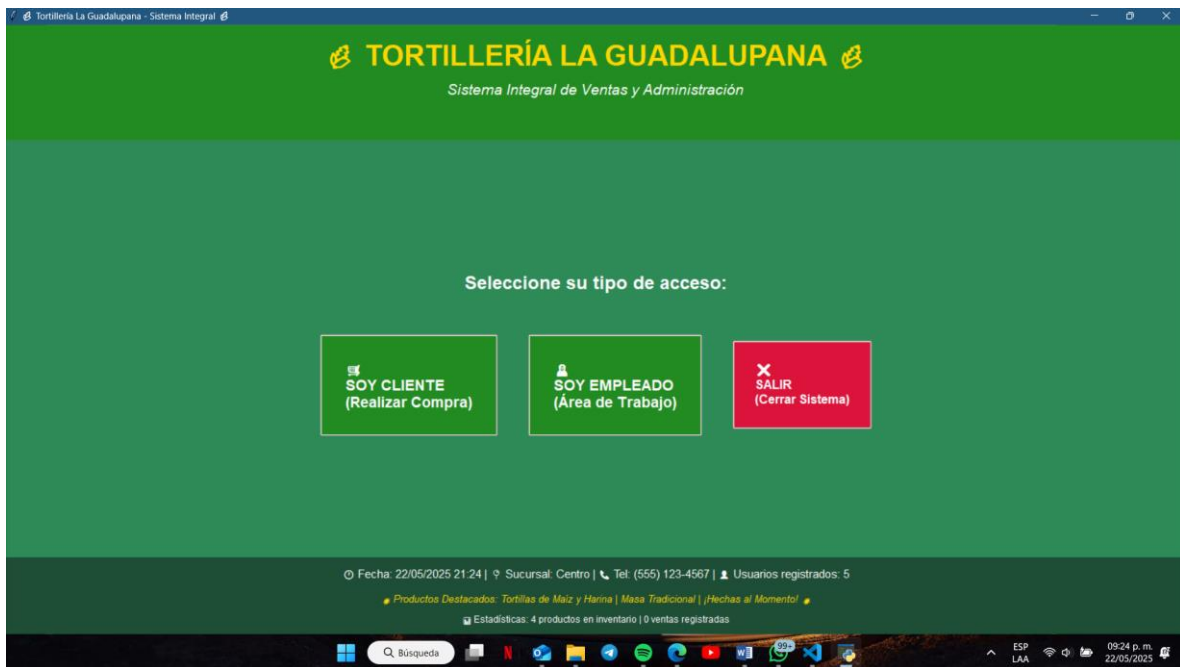 Tortillería La Guadalupana - Sistema Integral
TORTILLERÍA LA GUADALUPANA
Sistema Integral de Ventas y Administración
Seleccione su tipo de acceso:
SOY CLIENTE
(Realizar Compra)
SOY EMPLEADO
(Área de Trabajo)
SALIR
(Cerrar Sistema)
Fecha: 22/05/2025 21:24 | Sucursal: Centro | Tel: (555) 123-4567 | Usuarios registrados: 5
Productos Destacados: Tortillas de Maíz y Harina | Masa Tradicional | ¡Hechas al Momento!
Estadísticas: 4 productos en inventario | 0 ventas registradas
Búsqueda
99+
ESP
LAA
09:24 p. m.
22/05/2025